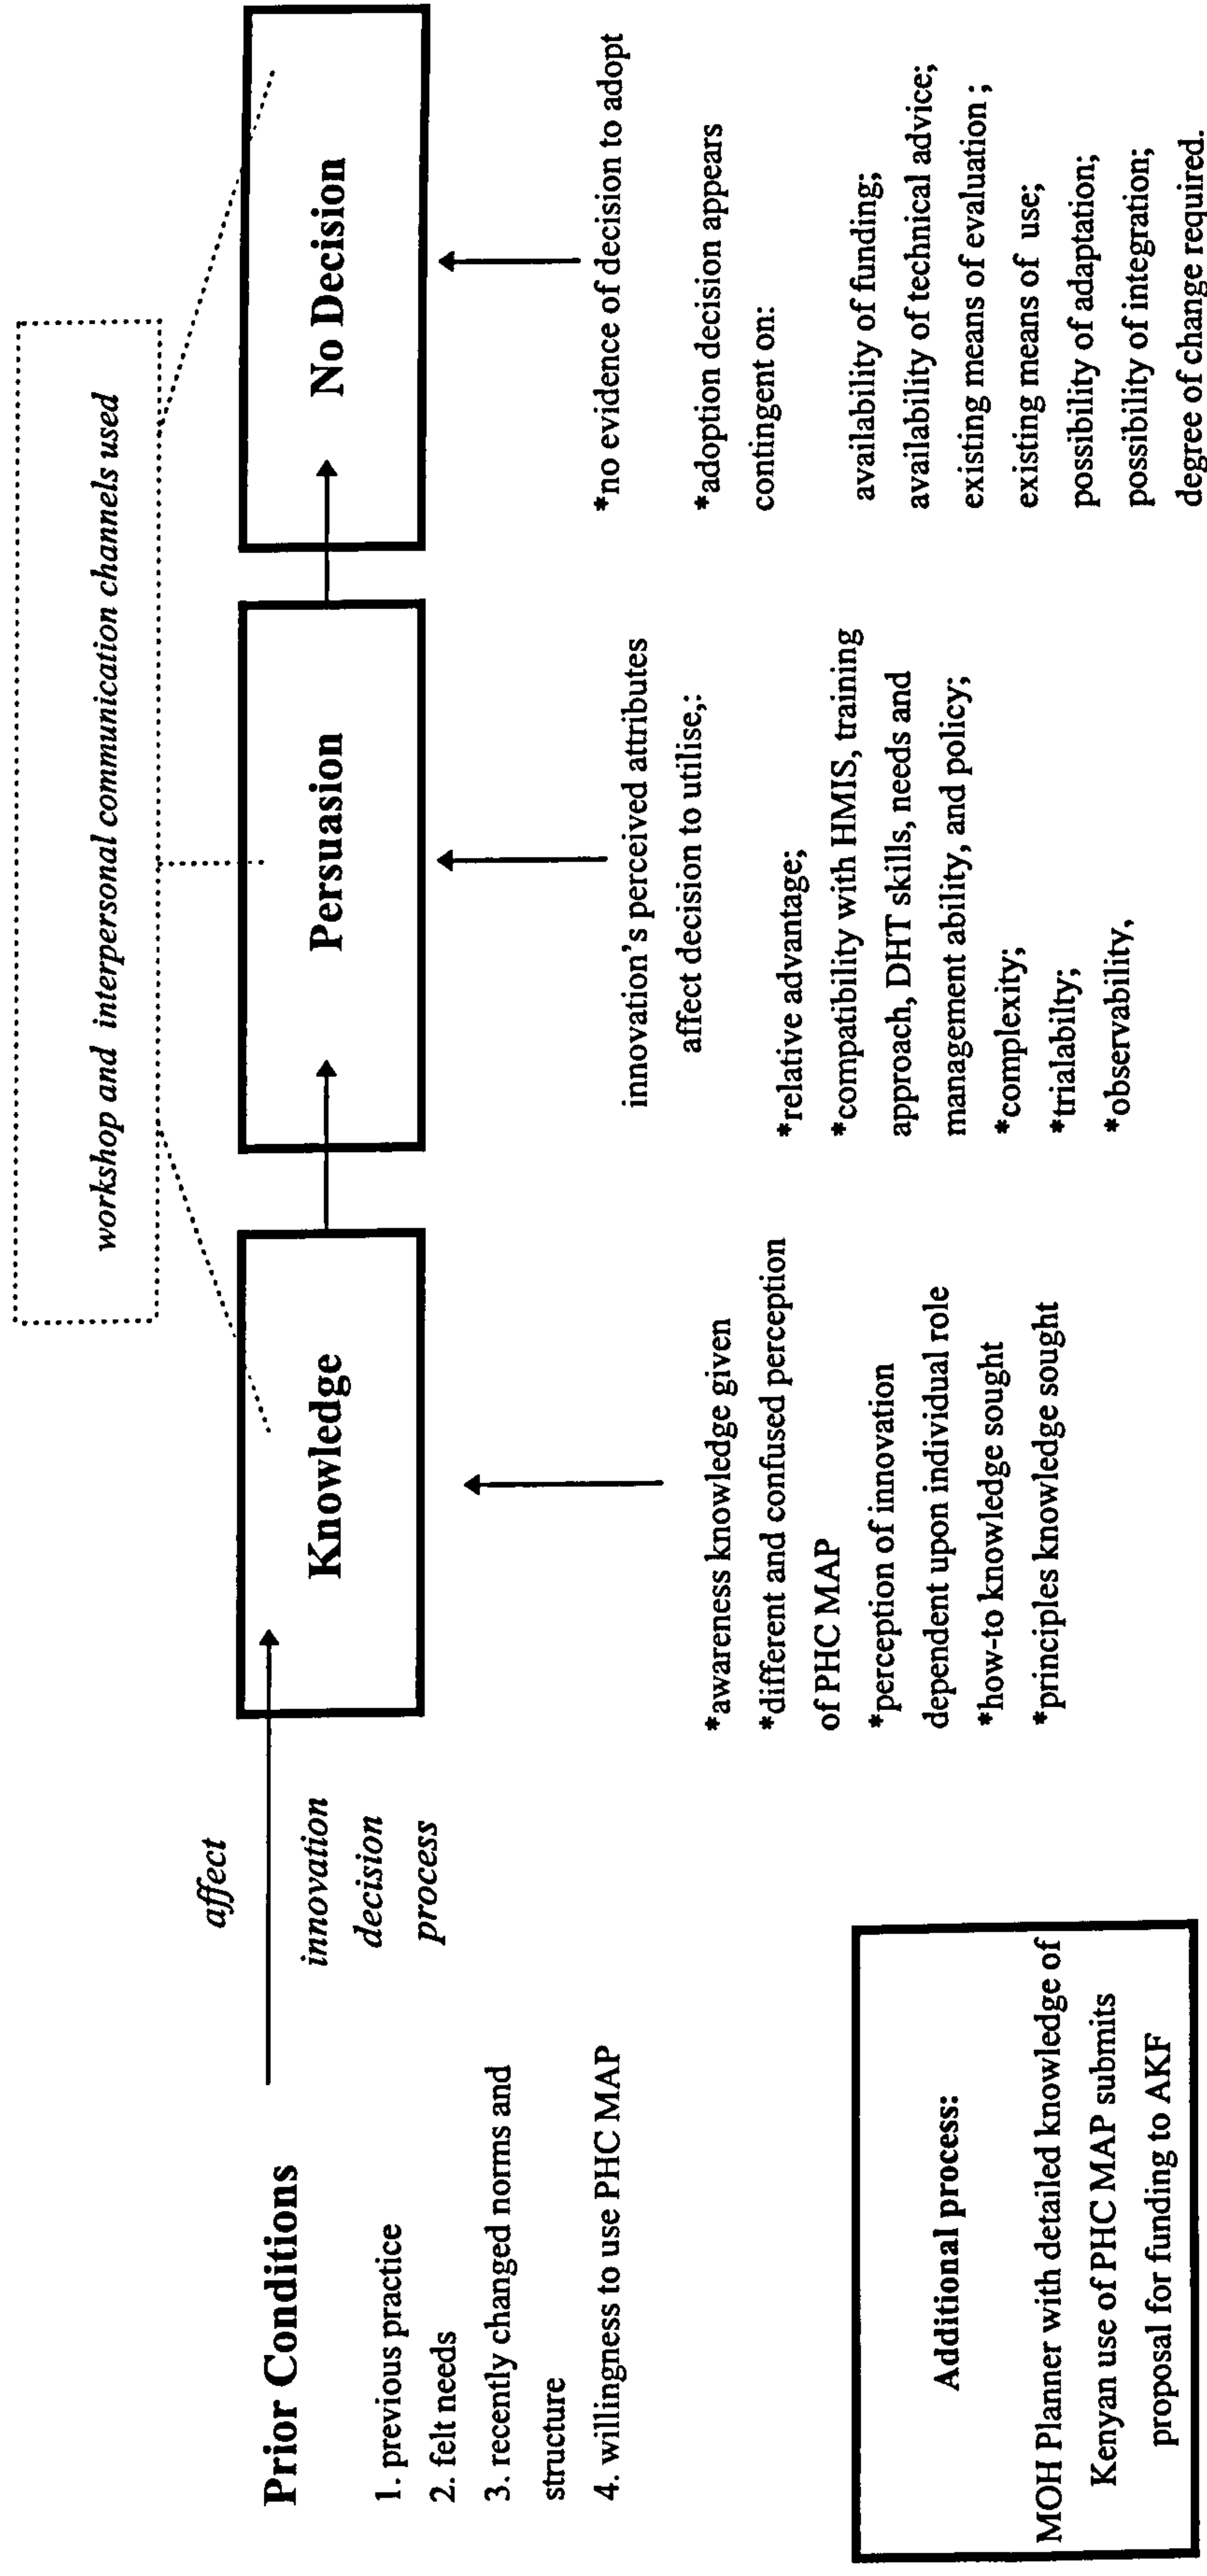 workshop and interpersonal communication channels used
affect
innovation
decision
process
Prior Conditions
1. previous practice
2. felt needs
3. recently changed norms and
structure
4. willingness to use PHC MAP
Knowledge
*awareness knowledge given
*different and confused perception
of PHC MAP
*perception of innovation
dependent upon individual role
*how-to knowledge sought
*principles knowledge sought
Persuasion
innovation's perceived attributes
affect decision to utilise,:
*relative advantage;
*compatibility with HMIS, training
approach, DHT skills, needs and
management ability, and policy;
*complexity;
*trialabilty;
*observability,
No Decision
*no evidence of decision to adopt
*adoption decision appears
contingent on:
availability of funding;
availability of technical advice;
existing means of evaluation ;
existing means of use;
possibility of adaptation;
possibility of integration;
degree of change required.
Additional process:
MOH Planner with detailed knowledge of
Kenyan use of PHC MAP submits
proposal for funding to AKF